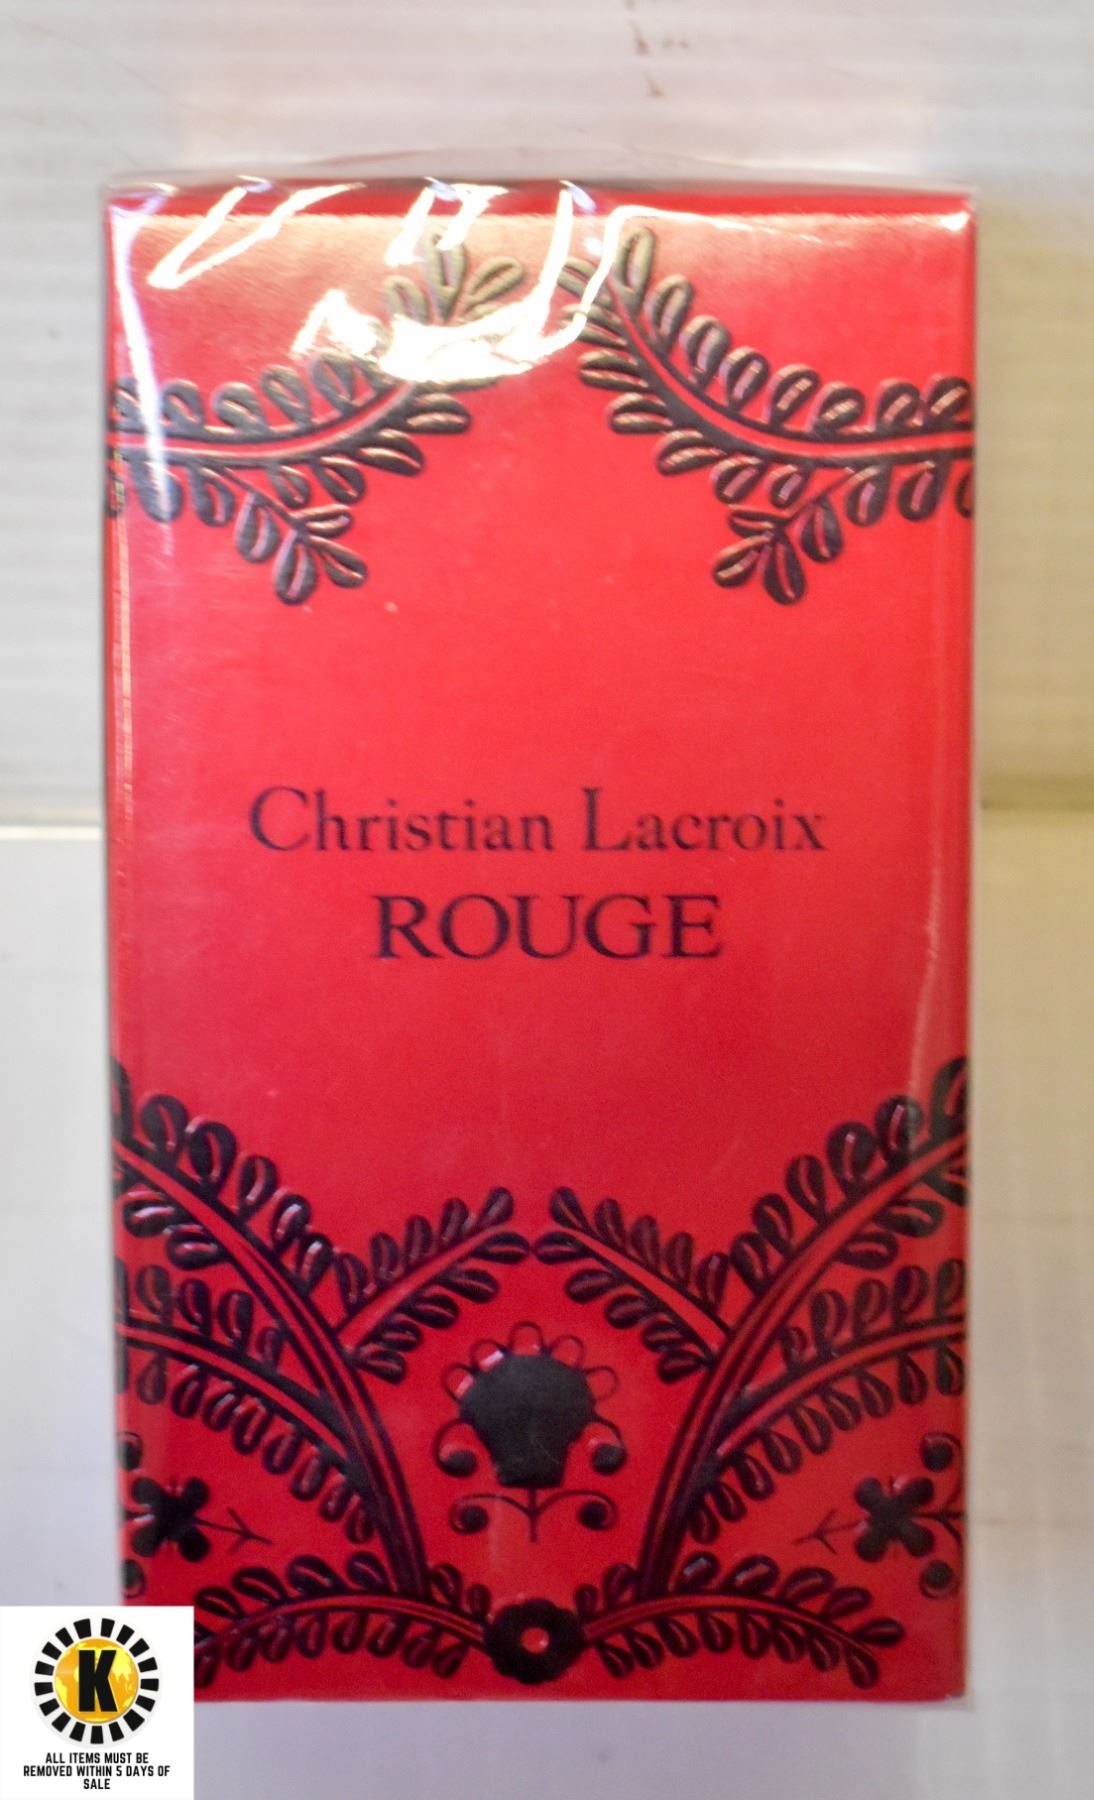 Christian Lacroix
ROUGE
K
ALL ITEMS MUST BE
REMOVED WITHIN 5 DAYS OF
SALE